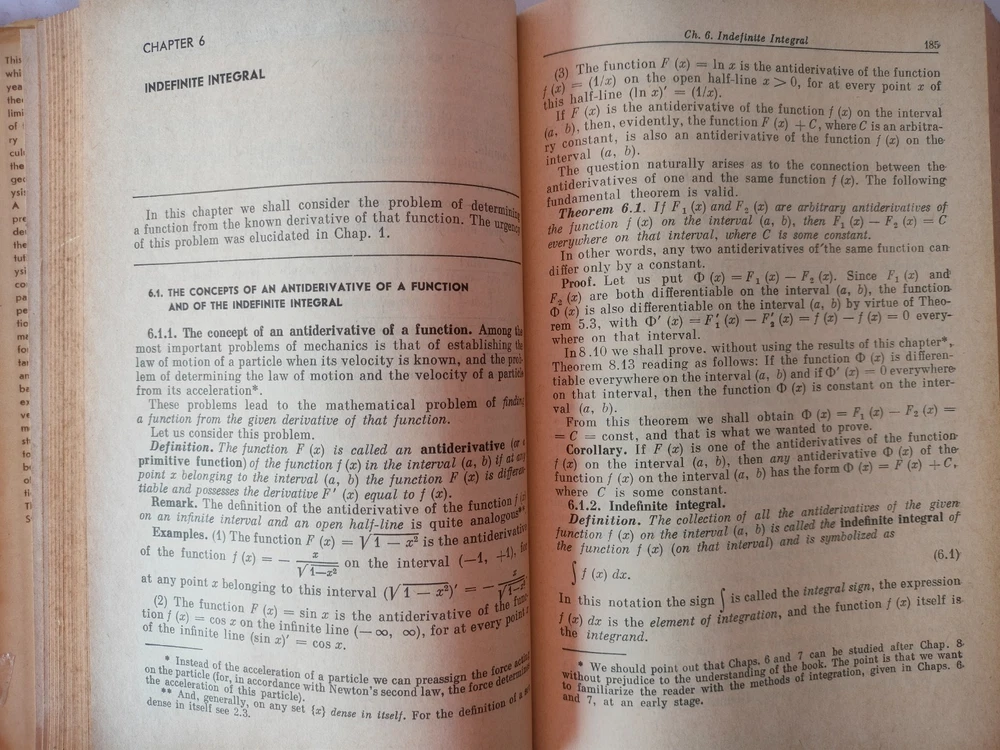 This
whi
yea
limi
of
ry
the
A
the
CHAPTER 6
INDEFINITE INTEGRAL
In this chapter we shall consider the problem of determining
a function from the known derivative of that function. The urgency
of this problem was elucidated in Chap. 1.
6.1. THE CONCEPTS OF AN ANTIDERIVATIVE OF A FUNCTION
AND OF THE INDEFINITE INTEGRAL
6.1.1. The concept of an antiderivative of a function. Among the
most important problems of mechanics is that of establishing the
law of motion of a particle when its velocity is known, and the prob-
lem of determining the law of motion and the velocity of a particle
from its acceleration*.
These problems lead to the mathematical problem of finding
a function from the given derivative of that function.
Let us consider this problem.
Definition. The function F (x) is called an antiderivative (or a
primitive function) of the function f (x) in the interval (a, b) if at any
point x belonging to the interval (a, b) the function F (x) is differen-
tiable and possesses the derivative F′ (x) equal to f (x).
Remark. The definition of the antiderivative of the function f (x)
on an infinite interval and an open half-line is quite analogous**.
Examples. (1) The function F (x) = √(1 − x²) is the antiderivative
of the function f (x) = − x/√(1−x²) on the interval (−1, +1), for
at any point x belonging to this interval (√(1 − x²))′ = − x/√(1−x²).
(2) The function F (x) = sin x is the antiderivative of the func-
tion f (x) = cos x on the infinite line (−∞, ∞), for at every point x
of the infinite line (sin x)′ = cos x.
* Instead of the acceleration of a particle we can preassign the force acting
on the particle (for, in accordance with Newton's second law, the force determines
the acceleration of this particle).
** And, generally, on any set {x} dense in itself. For the definition of a set
dense in itself see 2.3.
Ch. 6. Indefinite Integral 185
(3) The function F (x) = ln x is the antiderivative of the function
f (x) = (1/x) on the open half-line x > 0, for at every point x of
this half-line (ln x)′ = (1/x).
If F (x) is the antiderivative of the function f (x) on the interval
(a, b), then, evidently, the function F (x) + C, where C is an arbitra-
ry constant, is also an antiderivative of the function f (x) on the
interval (a, b).
The question naturally arises as to the connection between the
antiderivatives of one and the same function f (x). The following
fundamental theorem is valid.
Theorem 6.1. If F₁ (x) and F₂ (x) are arbitrary antiderivatives of
the function f (x) on the interval (a, b), then F₁ (x) − F₂ (x) = C
everywhere on that interval, where C is some constant.
In other words, any two antiderivatives of the same function can
differ only by a constant.
Proof. Let us put Φ (x) = F₁ (x) − F₂ (x). Since F₁ (x) and
F₂ (x) are both differentiable on the interval (a, b), the function
Φ (x) is also differentiable on the interval (a, b) by virtue of Theo-
rem 5.3, with Φ′ (x) = F₁′ (x) − F₂′ (x) = f (x) − f (x) = 0 every-
where on that interval.
In 8.10 we shall prove. without using the results of this chapter*,
Theorem 8.13 reading as follows: If the function Φ (x) is differen-
tiable everywhere on the interval (a, b) and if Φ′ (x) = 0 everywhere
on that interval, then the function Φ (x) is constant on the inter-
val (a, b).
From this theorem we shall obtain Φ (x) = F₁ (x) − F₂ (x) =
= C = const, and that is what we wanted to prove.
Corollary. If F (x) is one of the antiderivatives of the function
f (x) on the interval (a, b), then any antiderivative Φ (x) of the
function f (x) on the interval (a, b) has the form Φ (x) = F (x) + C,
where C is some constant.
6.1.2. Indefinite integral.
Definition. The collection of all the antiderivatives of the given
function f (x) on the interval (a, b) is called the indefinite integral of
the function f (x) (on that interval) and is symbolized as
∫ f (x) dx. (6.1)
In this notation the sign ∫ is called the integral sign, the expression
f (x) dx is the element of integration, and the function f (x) itself is
the integrand.
* We should point out that Chaps. 6 and 7 can be studied after Chap. 8
without prejudice to the understanding of the book. The point is that we want
to familiarize the reader with the methods of integration, given in Chaps. 6
and 7, at an early stage.